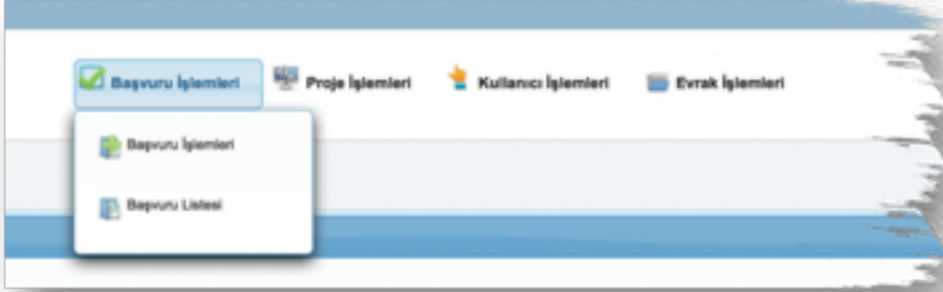 Başvuru İşlemleri Proje İşlemleri Kullanıcı İşlemleri Evrak İşlemleri
Başvuru İşlemleri
Başvuru Listesi